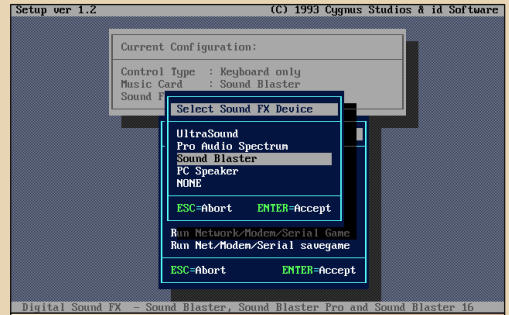 Setup ver 1.2 (C) 1993 Cygnus Studios & id Software
Current Configuration:
Control Type : Keyboard only
Music Card : Sound Blaster
Sound F
Select Sound FX Device
UltraSound
Pro Audio Spectrum
Sound Blaster
PC Speaker
NONE
ESC=Abort ENTER=Accept
Run Network/Modem/Serial Game
Run Net/Modem/Serial savegame
ESC=Abort ENTER=Accept
Digital Sound FX - Sound Blaster, Sound Blaster Pro and Sound Blaster 16